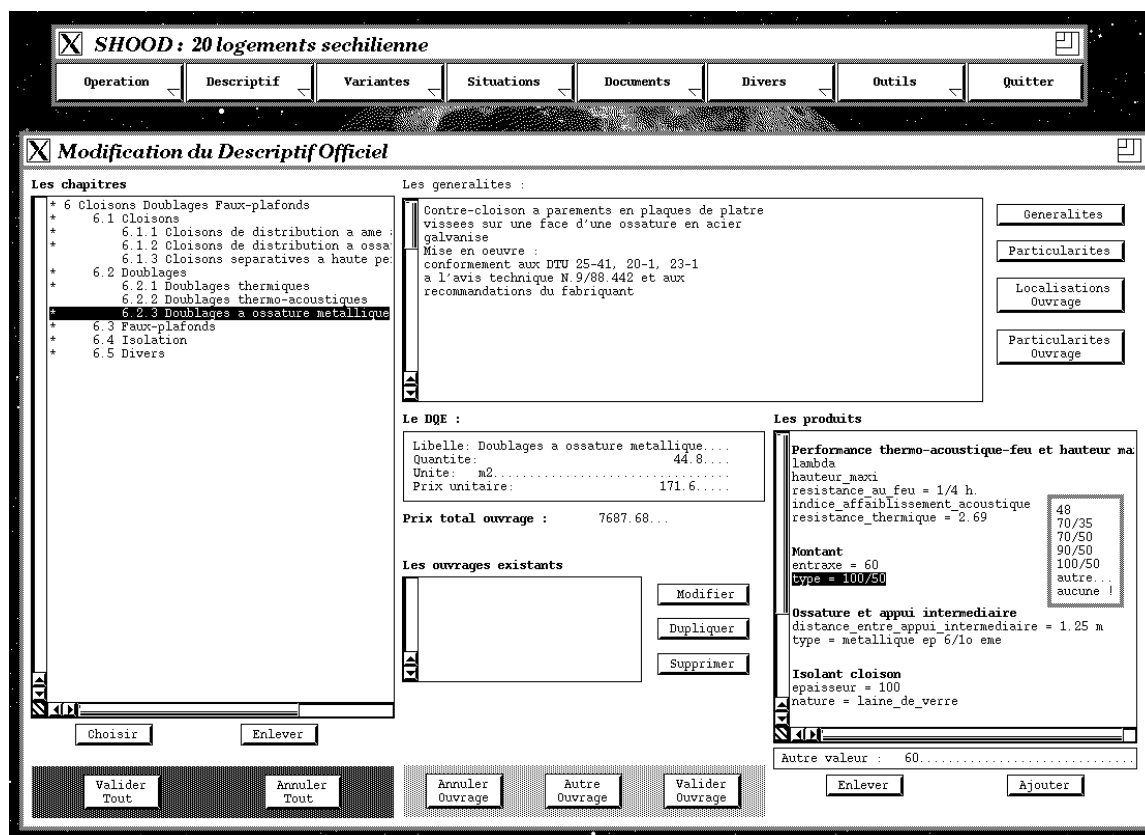 SHOOD : 20 logements sechilienne
Operation Descriptif Variantes Situations Documents Divers Outils Quitter
Modification du Descriptif Officiel
Les chapitres
* 6 Cloisons Doublages Faux-plafonds
* 6.1 Cloisons
* 6.1.1 Cloisons de distribution a ame
* 6.1.2 Cloisons de distribution a ossa
6.1.3 Cloisons separatives a haute pe
* 6.2 Doublages
* 6.2.1 Doublages thermiques
6.2.2 Doublages thermo-acoustiques
* 6.2.3 Doublages a ossature metallique
* 6.3 Faux-plafonds
* 6.4 Isolation
* 6.5 Divers
Choisir Enlever
Valider Tout
Annuler Tout
Les generalites :
Contre-cloison a parements en plaques de platre
vissees sur une face d'une ossature en acier
galvanise
Mise en oeuvre :
conformement aux DTU 25-41, 20-1, 23-1
a l'avis technique N.9/88.442 et aux
recommandations du fabriquant
Generalites
Particularites
Localisations
Ouvrage
Particularites
Ouvrage
Le DQE :
Libelle: Doublages a ossature metallique....
Quantite: 44.8....
Unite: m2.................................
Prix unitaire: 171.6.....
Prix total ouvrage : 7687.68...
Les ouvrages existants
Modifier
Dupliquer
Supprimer
Annuler Ouvrage
Autre Ouvrage
Valider Ouvrage
Les produits
Performance thermo-acoustique-feu et hauteur ma
lambda
hauteur_maxi
resistance_au_feu = 1/4 h.
indice_affaiblissement_acoustique
resistance_thermique = 2.69
48
70/35
70/50
90/50
100/50
autre...
aucune !
Montant
entraxe = 60
type = 100/50
Ossature et appui intermediaire
distance_entre_appui_intermediaire = 1.25 m
type = metallique ep 6/1o eme
Isolant cloison
epaisseur = 100
nature = laine_de_verre
Autre valeur : 60..............................
Enlever Ajouter